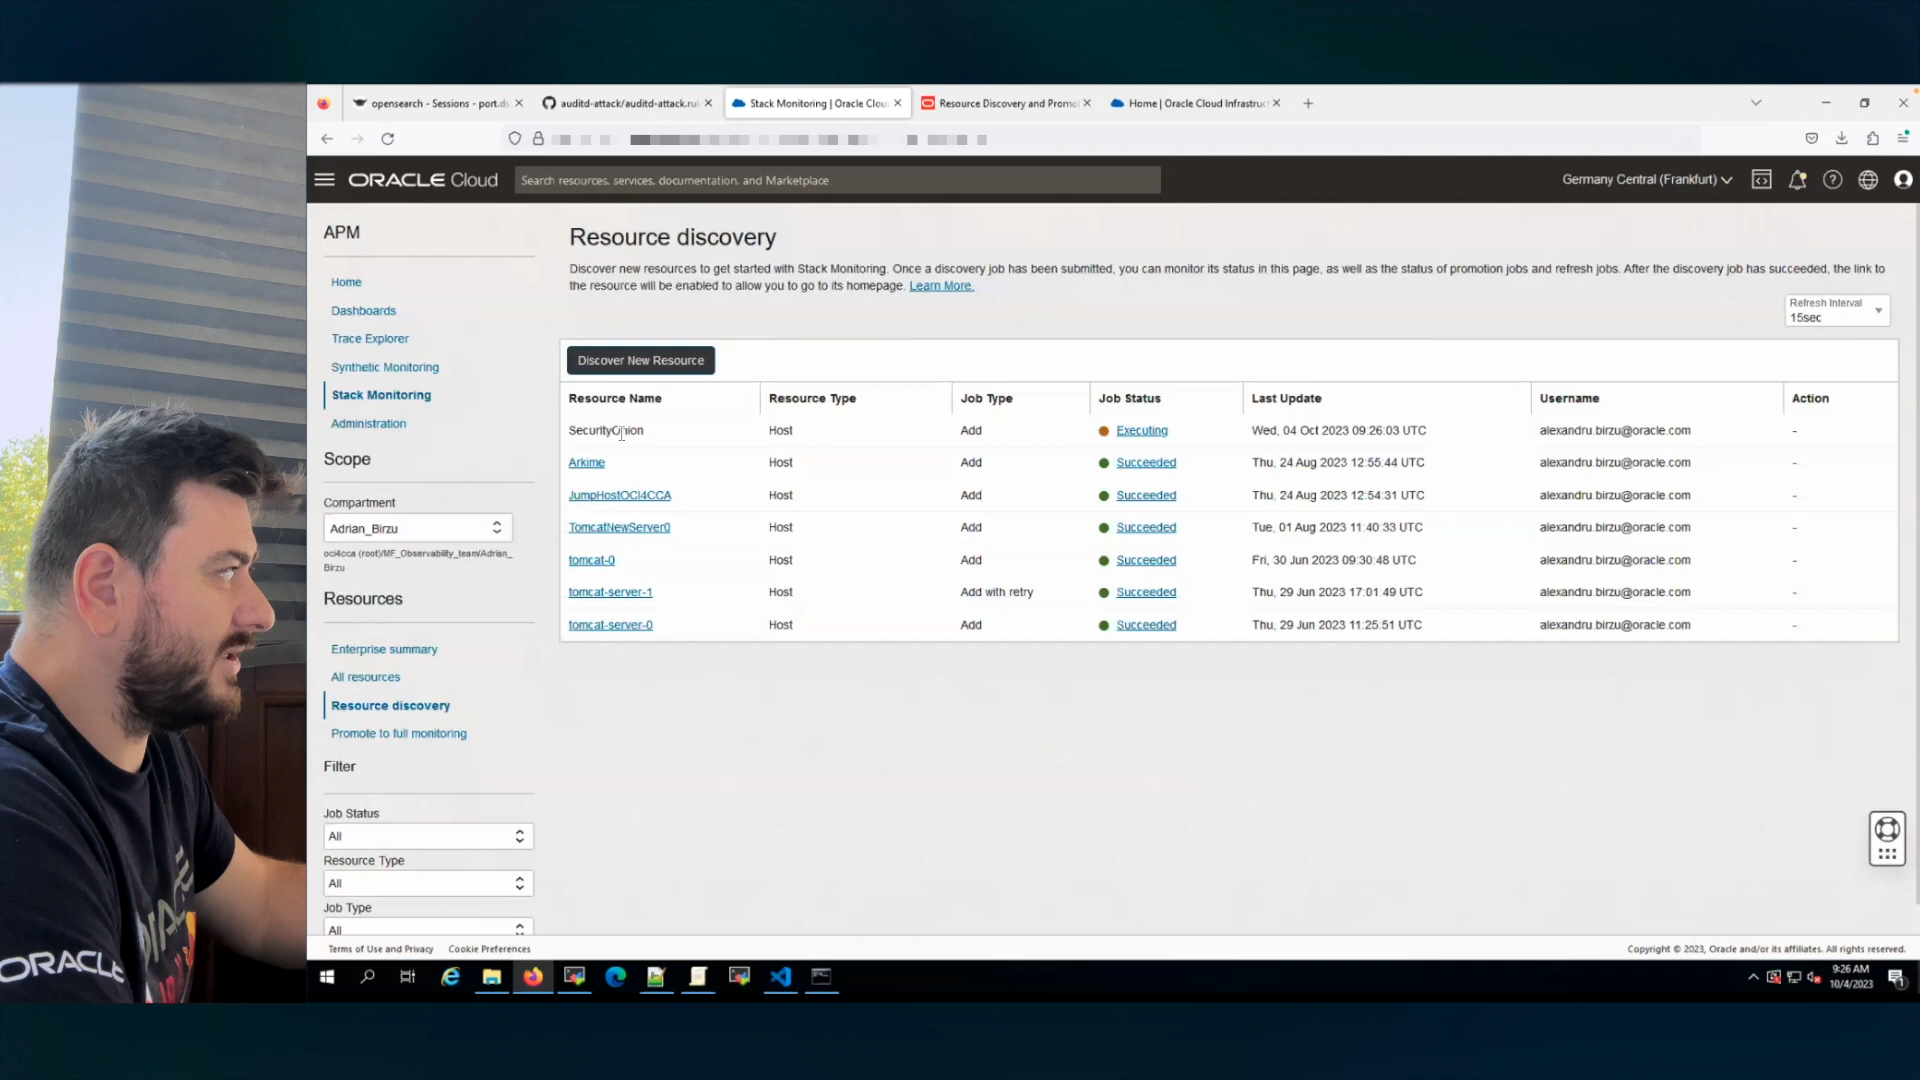 opensearch - Sessions - port.ds
auditd-attack/auditd-attack.rul
Stack Monitoring | Oracle Clou
Resource Discovery and Promo
Home | Oracle Cloud Infrastruct
ORACLE Cloud
Search resources, services, documentation, and Marketplace
Germany Central (Frankfurt)
APM
Home
Dashboards
Trace Explorer
Synthetic Monitoring
Stack Monitoring
Administration
Scope
Compartment
Adrian_Birzu
oci4cca (root)/MF_Observability_team/Adrian_
Birzu
Resources
Enterprise summary
All resources
Resource discovery
Promote to full monitoring
Filter
Job Status
All
Resource Type
All
Job Type
All
Resource discovery
Discover new resources to get started with Stack Monitoring. Once a discovery job has been submitted, you can monitor its status in this page, as well as the status of promotion jobs and refresh jobs. After the discovery job has succeeded, the link to
the resource will be enabled to allow you to go to its homepage. Learn More.
Refresh Interval
15sec
Discover New Resource
Resource Name Resource Type Job Type Job Status Last Update Username Action
SecurityOnion Host Add Executing Wed, 04 Oct 2023 09:26:03 UTC alexandru.birzu@oracle.com -
Arkime Host Add Succeeded Thu, 24 Aug 2023 12:55:44 UTC alexandru.birzu@oracle.com -
JumpHostOCI4CCA Host Add Succeeded Thu, 24 Aug 2023 12:54:31 UTC alexandru.birzu@oracle.com -
TomcatNewServer0 Host Add Succeeded Tue, 01 Aug 2023 11:40:33 UTC alexandru.birzu@oracle.com -
tomcat-0 Host Add Succeeded Fri, 30 Jun 2023 09:30:48 UTC alexandru.birzu@oracle.com -
tomcat-server-1 Host Add with retry Succeeded Thu, 29 Jun 2023 17:01:49 UTC alexandru.birzu@oracle.com -
tomcat-server-0 Host Add Succeeded Thu, 29 Jun 2023 11:25:51 UTC alexandru.birzu@oracle.com -
Terms of Use and Privacy Cookie Preferences
Copyright © 2023, Oracle and/or its affiliates. All rights reserved.
9:26 AM
10/4/2023
1
ORACLE